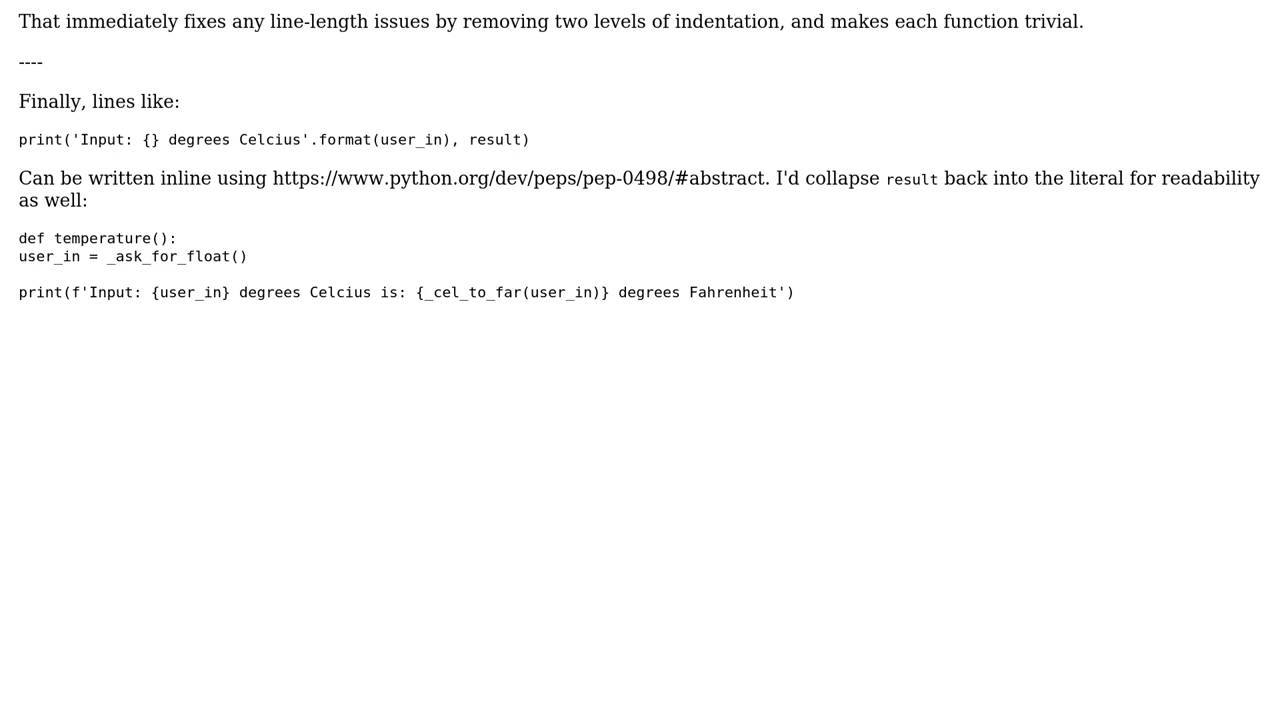 That immediately fixes any line-length issues by removing two levels of indentation, and makes each function trivial.
----
Finally, lines like:
print('Input: {} degrees Celcius'.format(user_in), result)
Can be written inline using https://www.python.org/dev/peps/pep-0498/#abstract. I'd collapse result back into the literal for readability
as well:
def temperature():
user_in = _ask_for_float()
print(f'Input: {user_in} degrees Celcius is: {_cel_to_far(user_in)} degrees Fahrenheit')